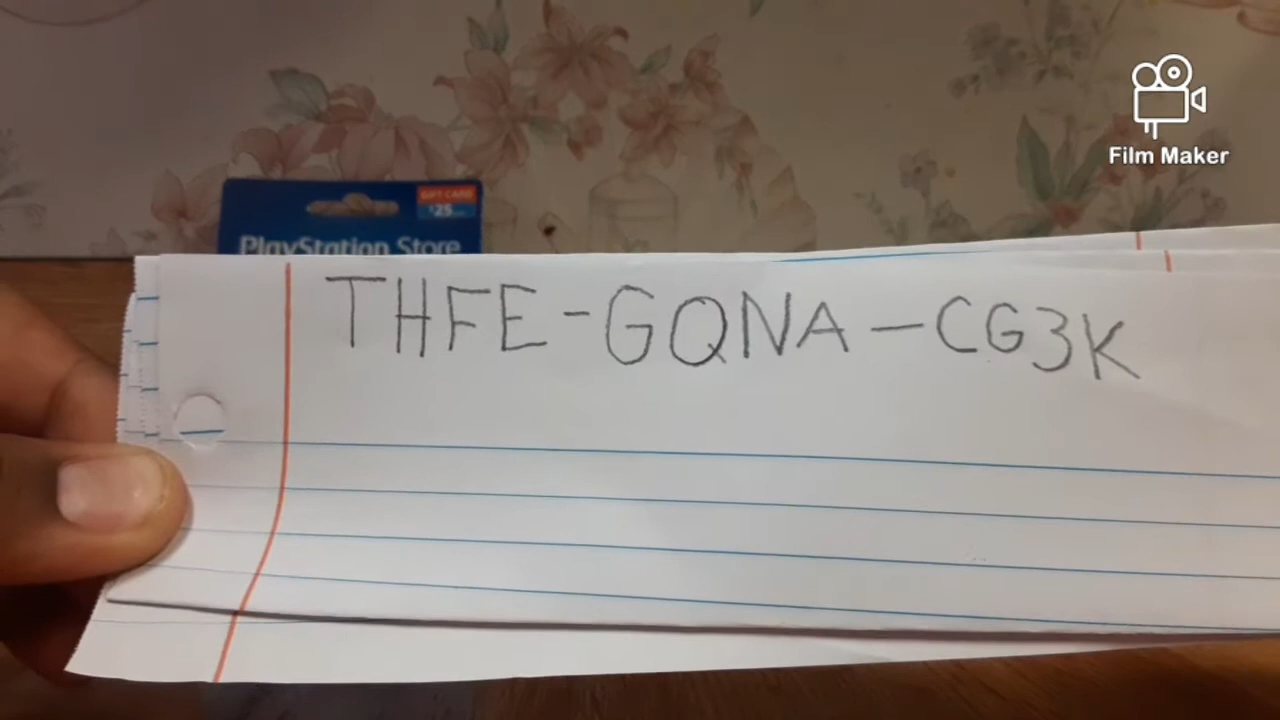 Film Maker
GIFT CARD
$25
PlayStation Store
THFE-GQNA-CG3K